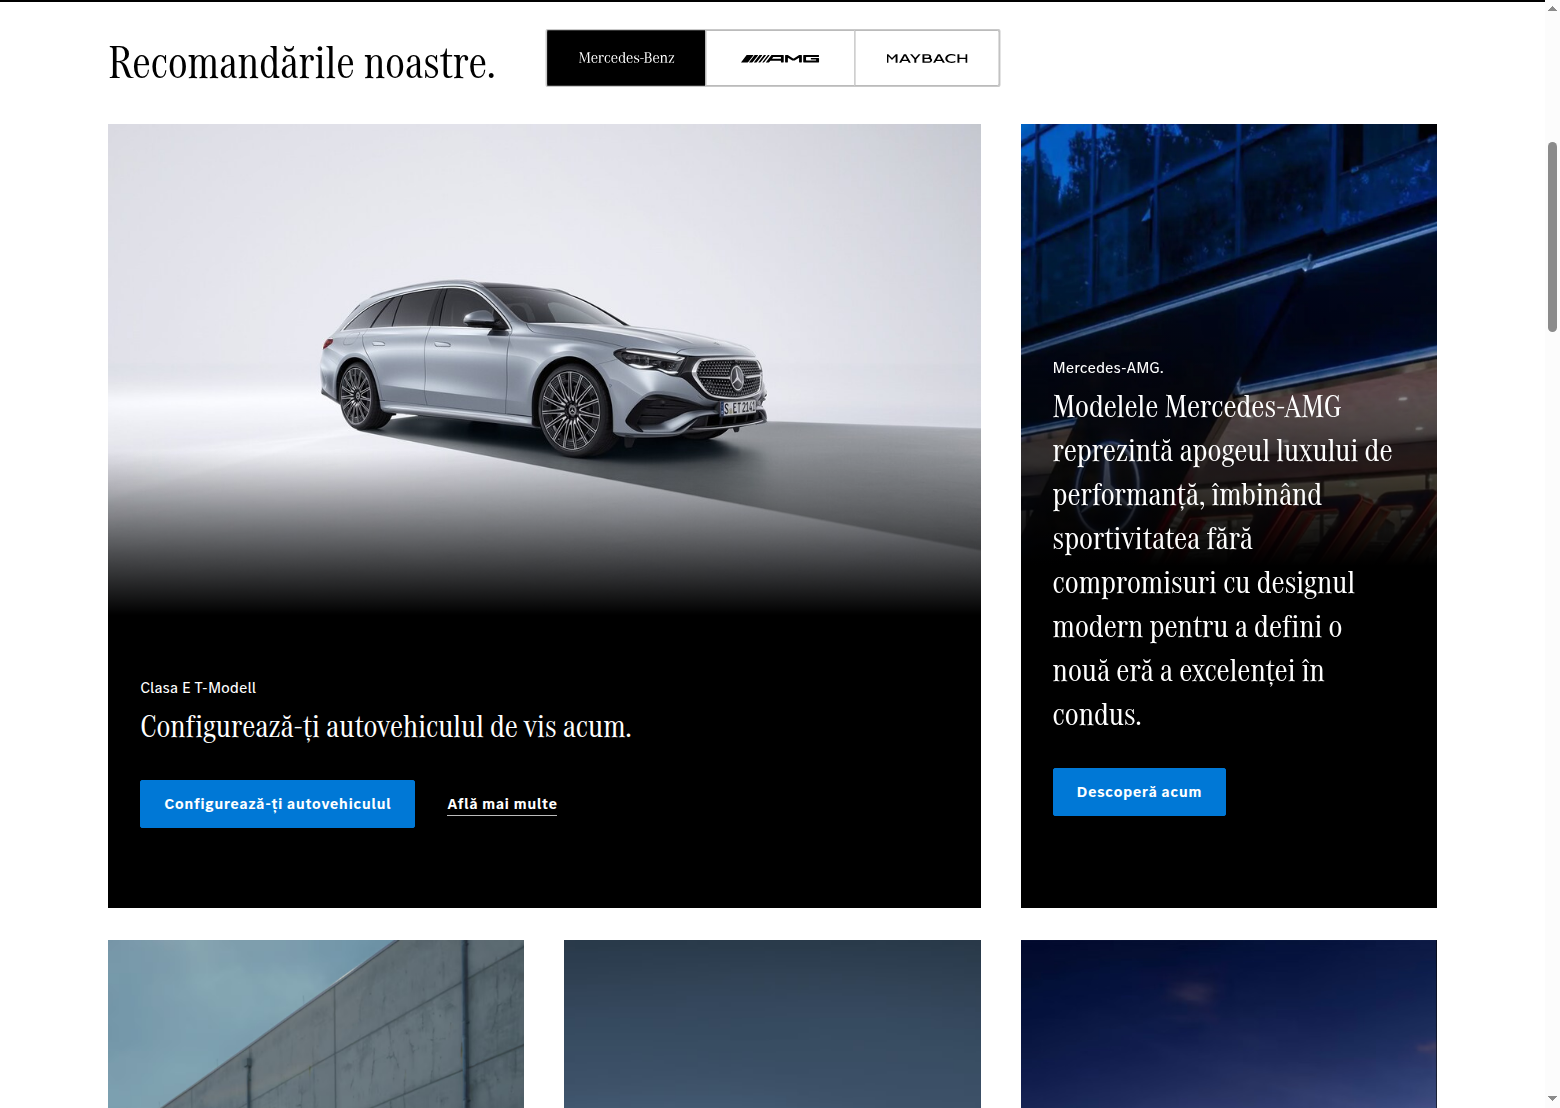 Recomandările noastre.
Mercedes-Benz
AMG
MAYBACH
S ET 2141
Clasa E T-Modell
Configurează-ți autovehiculul de vis acum.
Configurează-ți autovehiculul
Află mai multe
Mercedes-AMG.
Modelele Mercedes-AMG
reprezintă apogeul luxului de
performanță, îmbinând
sportivitatea fără
compromisuri cu designul
modern pentru a defini o
nouă eră a excelenței în
condus.
Descoperă acum